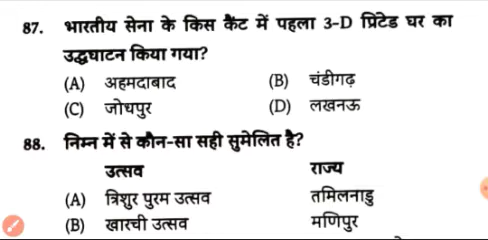 87. भारतीय सेना के किस कैंट में पहला 3-D प्रिंटेड घर का
उद्घघाटन किया गया?
(A) अहमदाबाद (B) चंडीगढ़
(C) जोधपुर (D) लखनऊ
88. निम्न में से कौन-सा सही सुमेलित है?
उत्सव राज्य
(A) त्रिशुर पुरम उत्सव तमिलनाडु
(B) खारची उत्सव मणिपुर